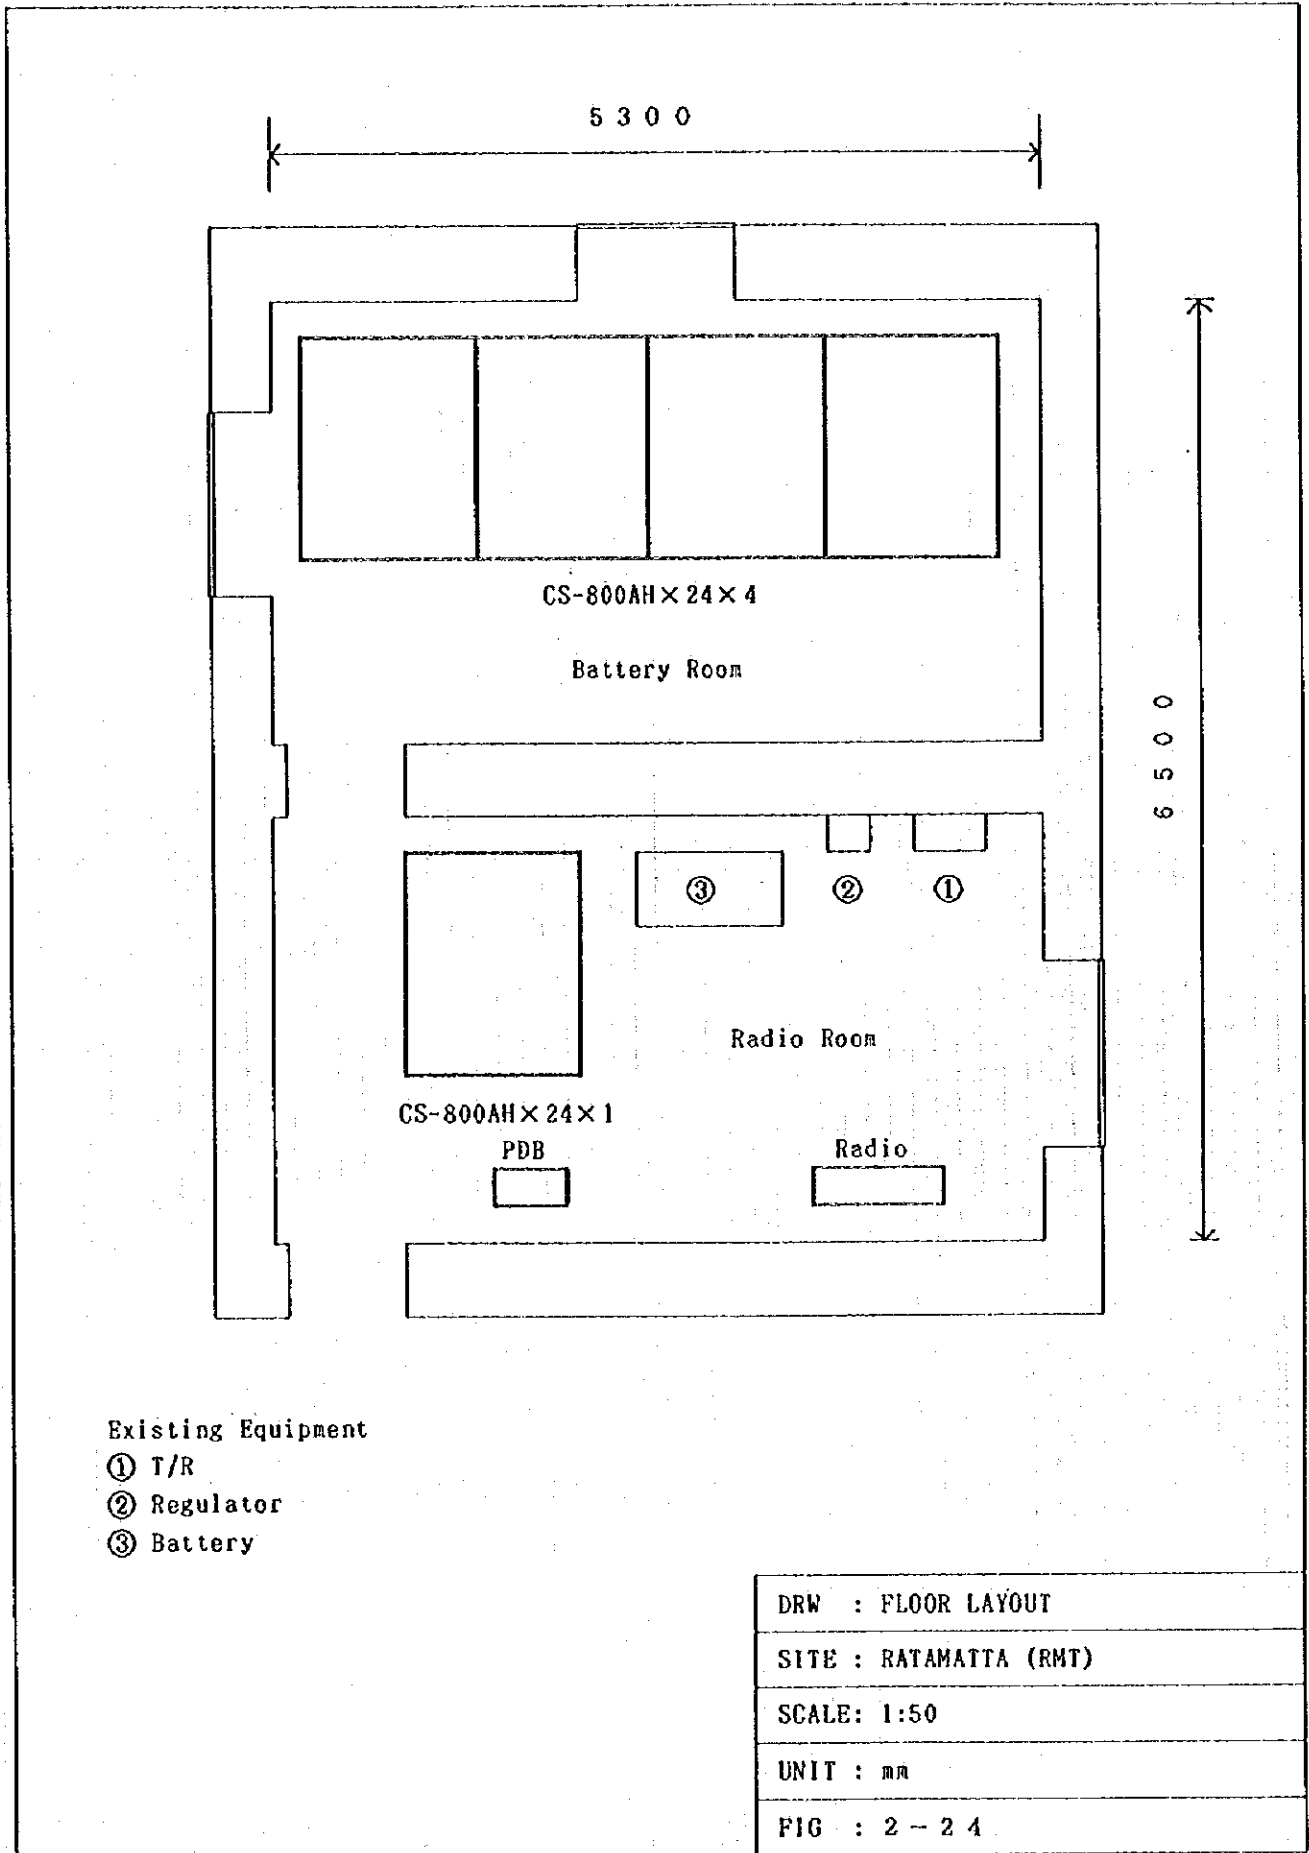 5300
CS-800AH×24×4
Battery Room
6500
③
②
①
Radio Room
CS-800AH×24×1
PDB
Radio
Existing Equipment
① T/R
② Regulator
③ Battery
DRW : FLOOR LAYOUT
SITE : RATAMATTA (RMT)
SCALE: 1:50
UNIT : mm
FIG : 2-24